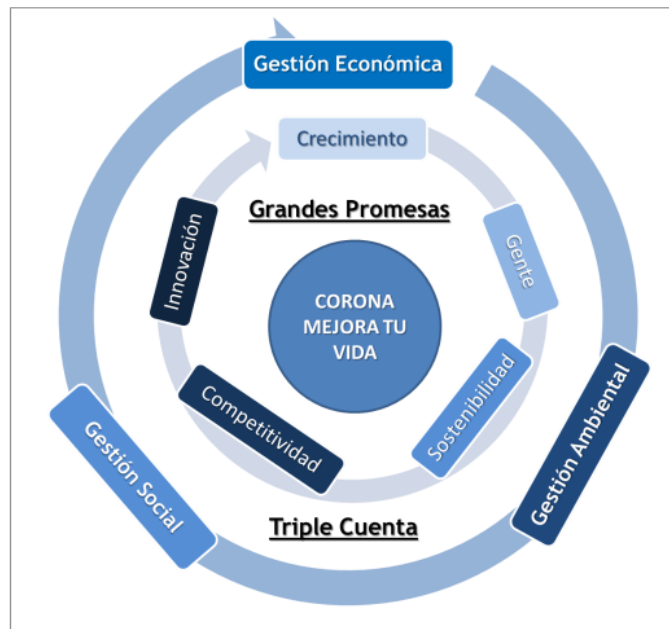 Gestión Económica
Crecimiento
Grandes Promesas
Innovación
Gente
CORONA
MEJORA TU
VIDA
Competitividad
Sostenibilidad
Gestión Social
Gestión Ambiental
Triple Cuenta